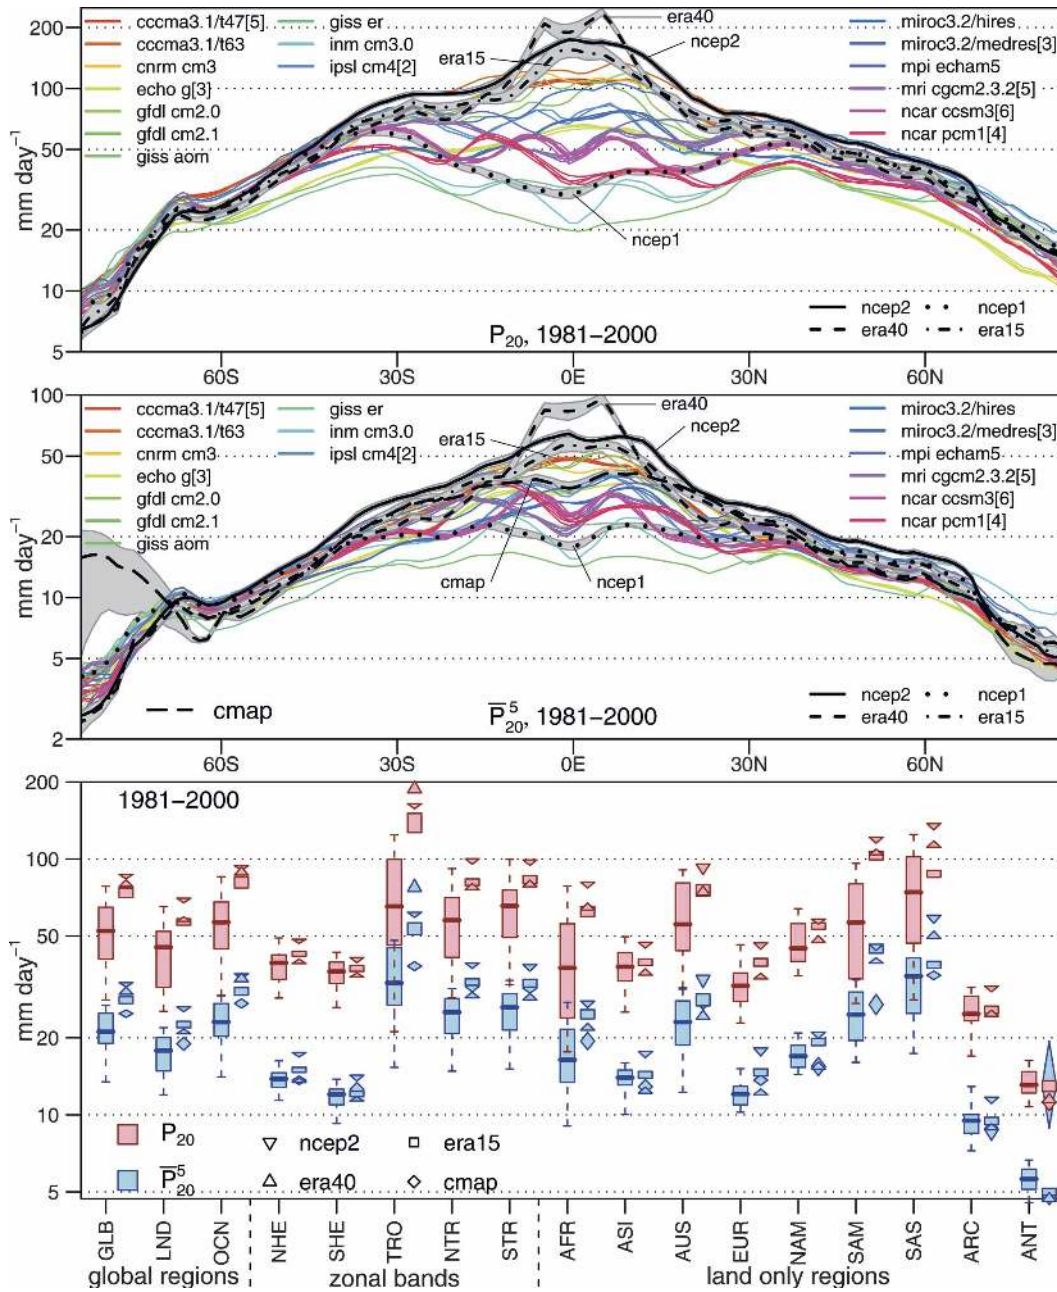 200
100
50
20
10
5
mm day⁻¹
cccma3.1/t47[5]
cccma3.1/t63
cnrm cm3
echo g[3]
gfdl cm2.0
gfdl cm2.1
giss aom
giss er
inm cm3.0
ipsl cm4[2]
era15
era40
ncep2
miroc3.2/hires
miroc3.2/medres[3]
mpi echam5
mri cgcm2.3.2[5]
ncar ccsm3[6]
ncar pcm1[4]
ncep1
ncep2 ncep1
era40 era15
P₂₀, 1981−2000
60S 30S 0E 30N 60N
100
50
20
10
5
2
mm day⁻¹
cccma3.1/t47[5]
cccma3.1/t63
cnrm cm3
echo g[3]
gfdl cm2.0
gfdl cm2.1
giss aom
giss er
inm cm3.0
ipsl cm4[2]
era15
era40
ncep2
miroc3.2/hires
miroc3.2/medres[3]
mpi echam5
mri cgcm2.3.2[5]
ncar ccsm3[6]
ncar pcm1[4]
cmap
ncep1
cmap
P̅⁵₂₀, 1981−2000
ncep2 ncep1
era40 era15
60S 30S 0E 30N 60N
200
100
50
20
10
5
mm day⁻¹
1981−2000
P₂₀
P̅⁵₂₀
ncep2 era15
era40 cmap
GLB LND OCN NHE SHE TRO NTR STR AFR ASI AUS EUR NAM SAM SAS ARC ANT
global regions zonal bands land only regions